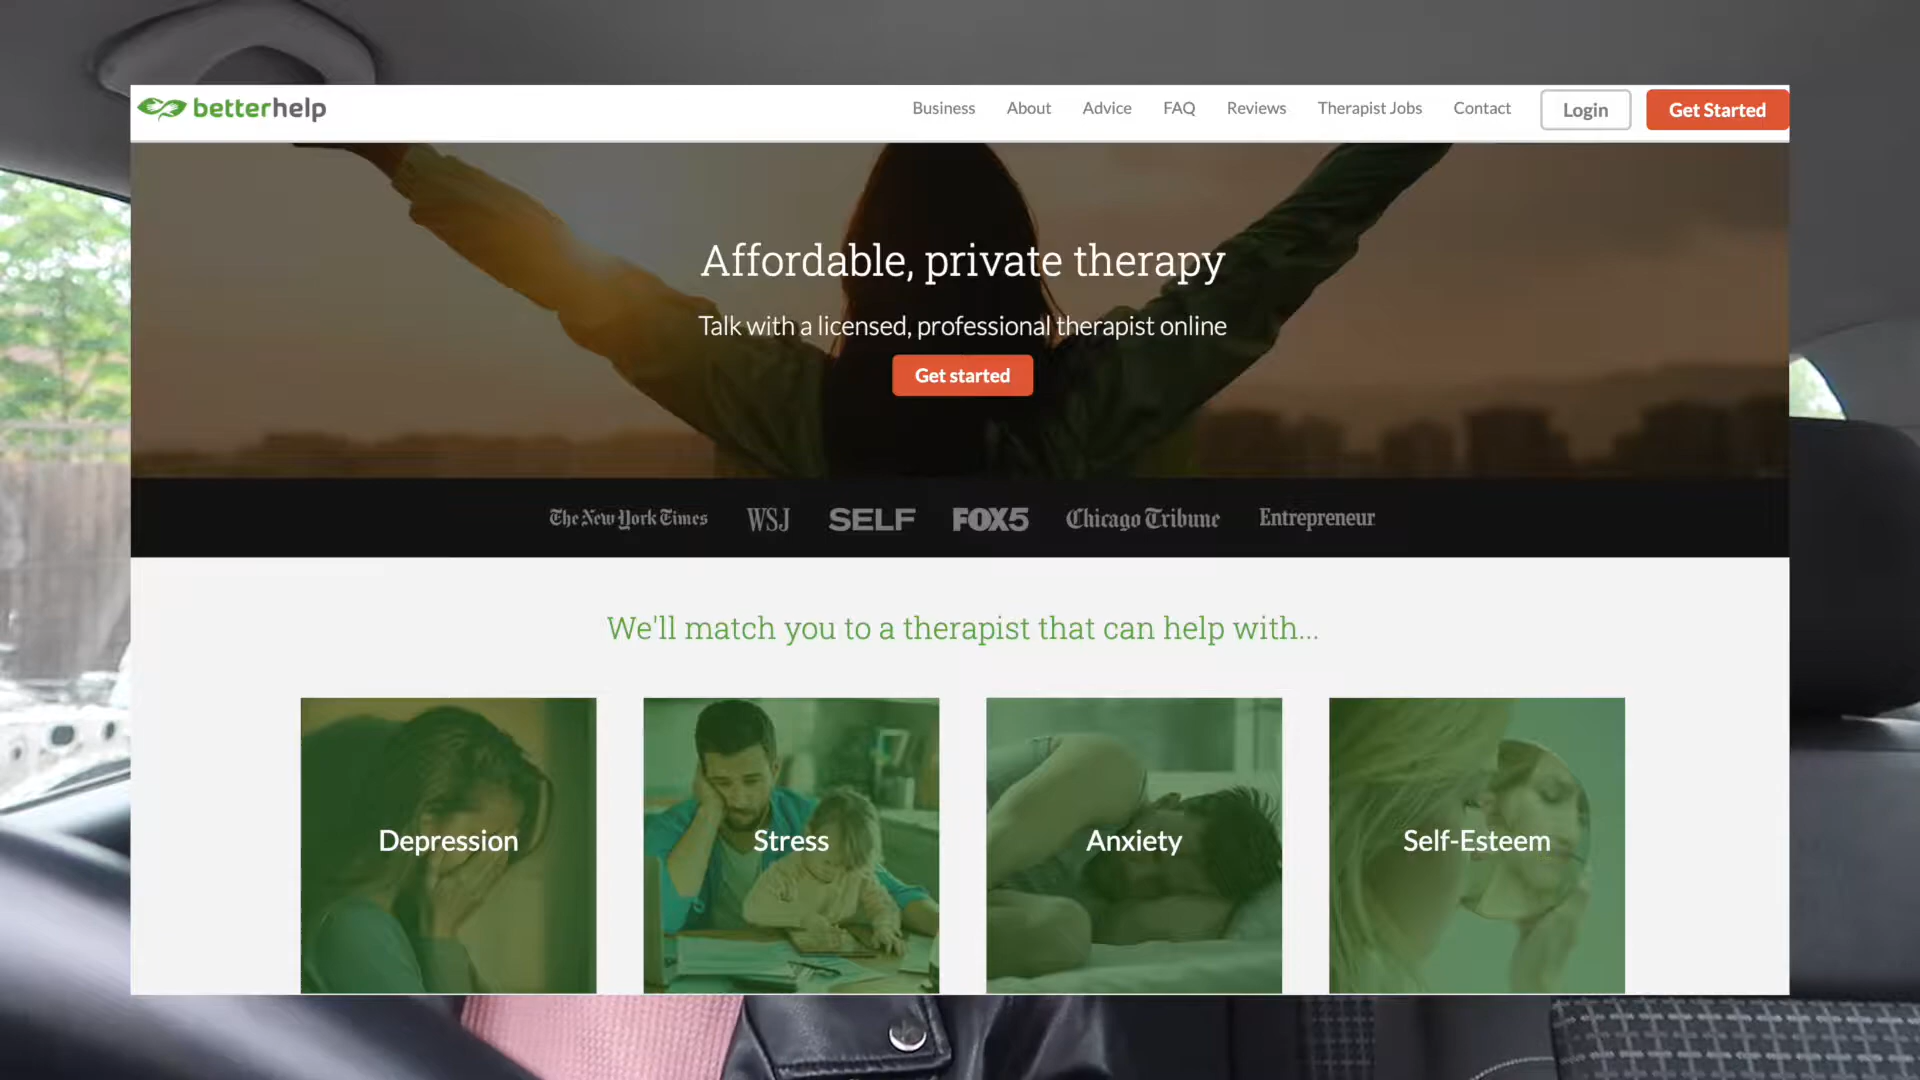 betterhelp
Business About Advice FAQ Reviews Therapist Jobs Contact Login Get Started
Affordable, private therapy
Talk with a licensed, professional therapist online
Get started
The New York Times WSJ SELF FOX5 Chicago Tribune Entrepreneur
We'll match you to a therapist that can help with...
Depression Stress Anxiety Self-Esteem